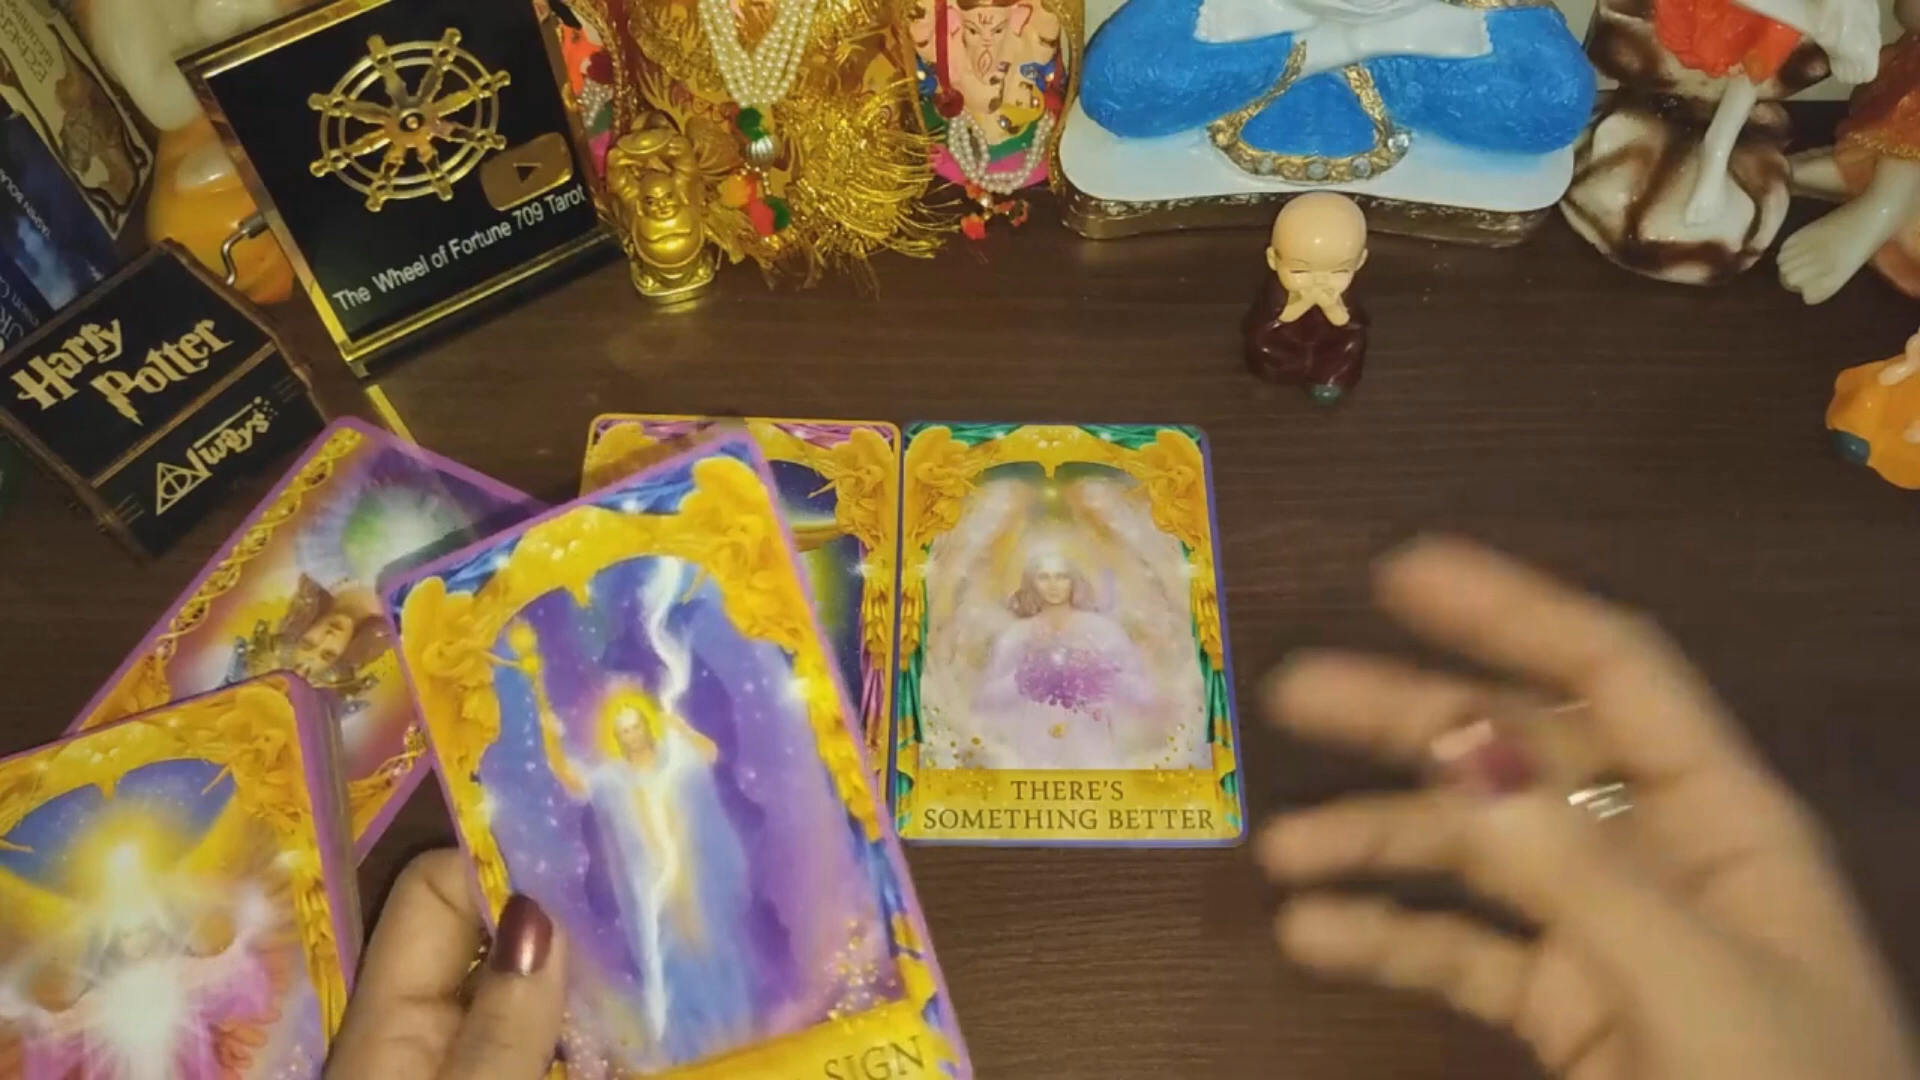 The Wheel of Fortune 709 Tarot
Harry
Potter
Always
THERE'S
SOMETHING BETTER
SIGN